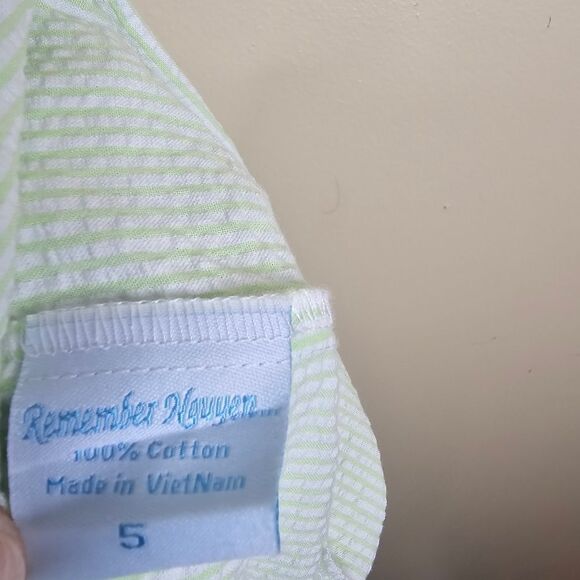 Remember Nguyen...
100% Cotton
Made in VietNam
5